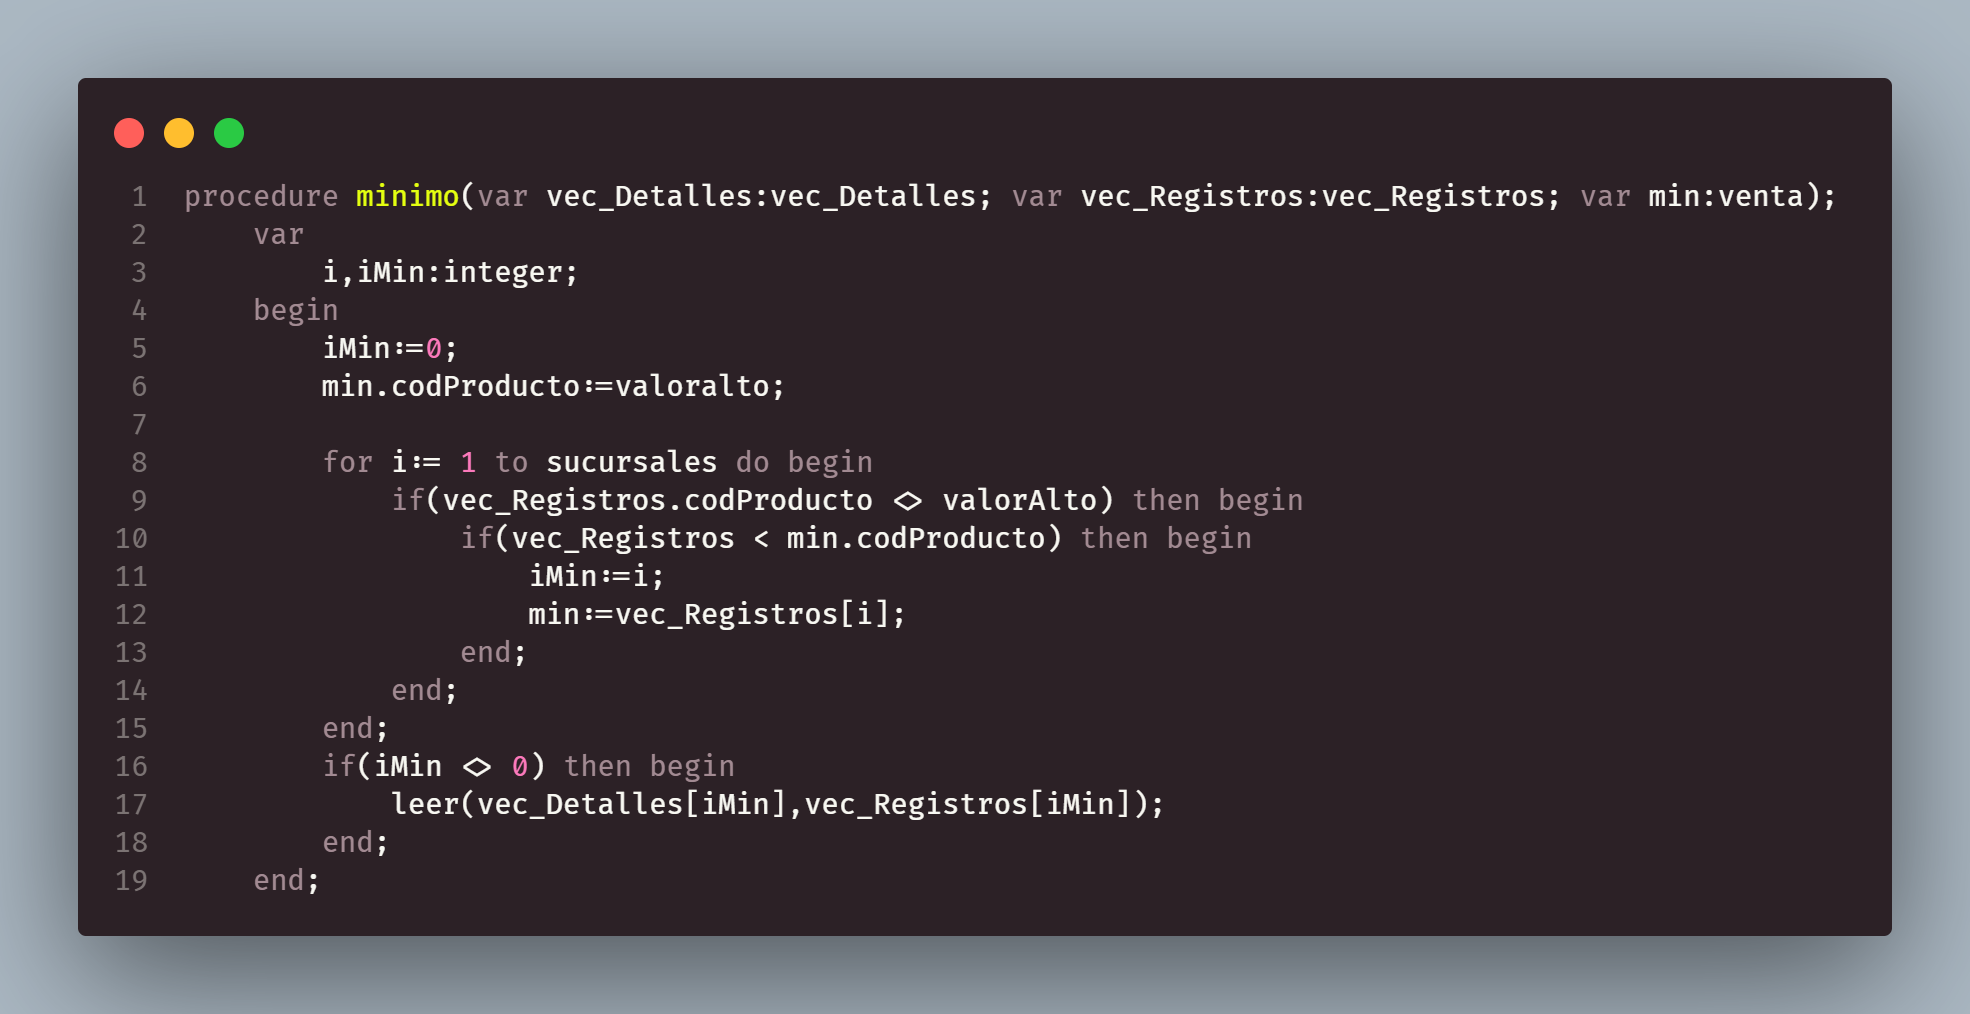 1 procedure minimo(var vec_Detalles:vec_Detalles; var vec_Registros:vec_Registros; var min:venta);
2     var
3         i,iMin:integer;
4     begin
5         iMin:=0;
6         min.codProducto:=valoralto;
7
8         for i:= 1 to sucursales do begin
9             if(vec_Registros.codProducto <> valorAlto) then begin
10                 if(vec_Registros < min.codProducto) then begin
11                     iMin:=i;
12                     min:=vec_Registros[i];
13                 end;
14             end;
15         end;
16         if(iMin <> 0) then begin
17             leer(vec_Detalles[iMin],vec_Registros[iMin]);
18         end;
19     end;